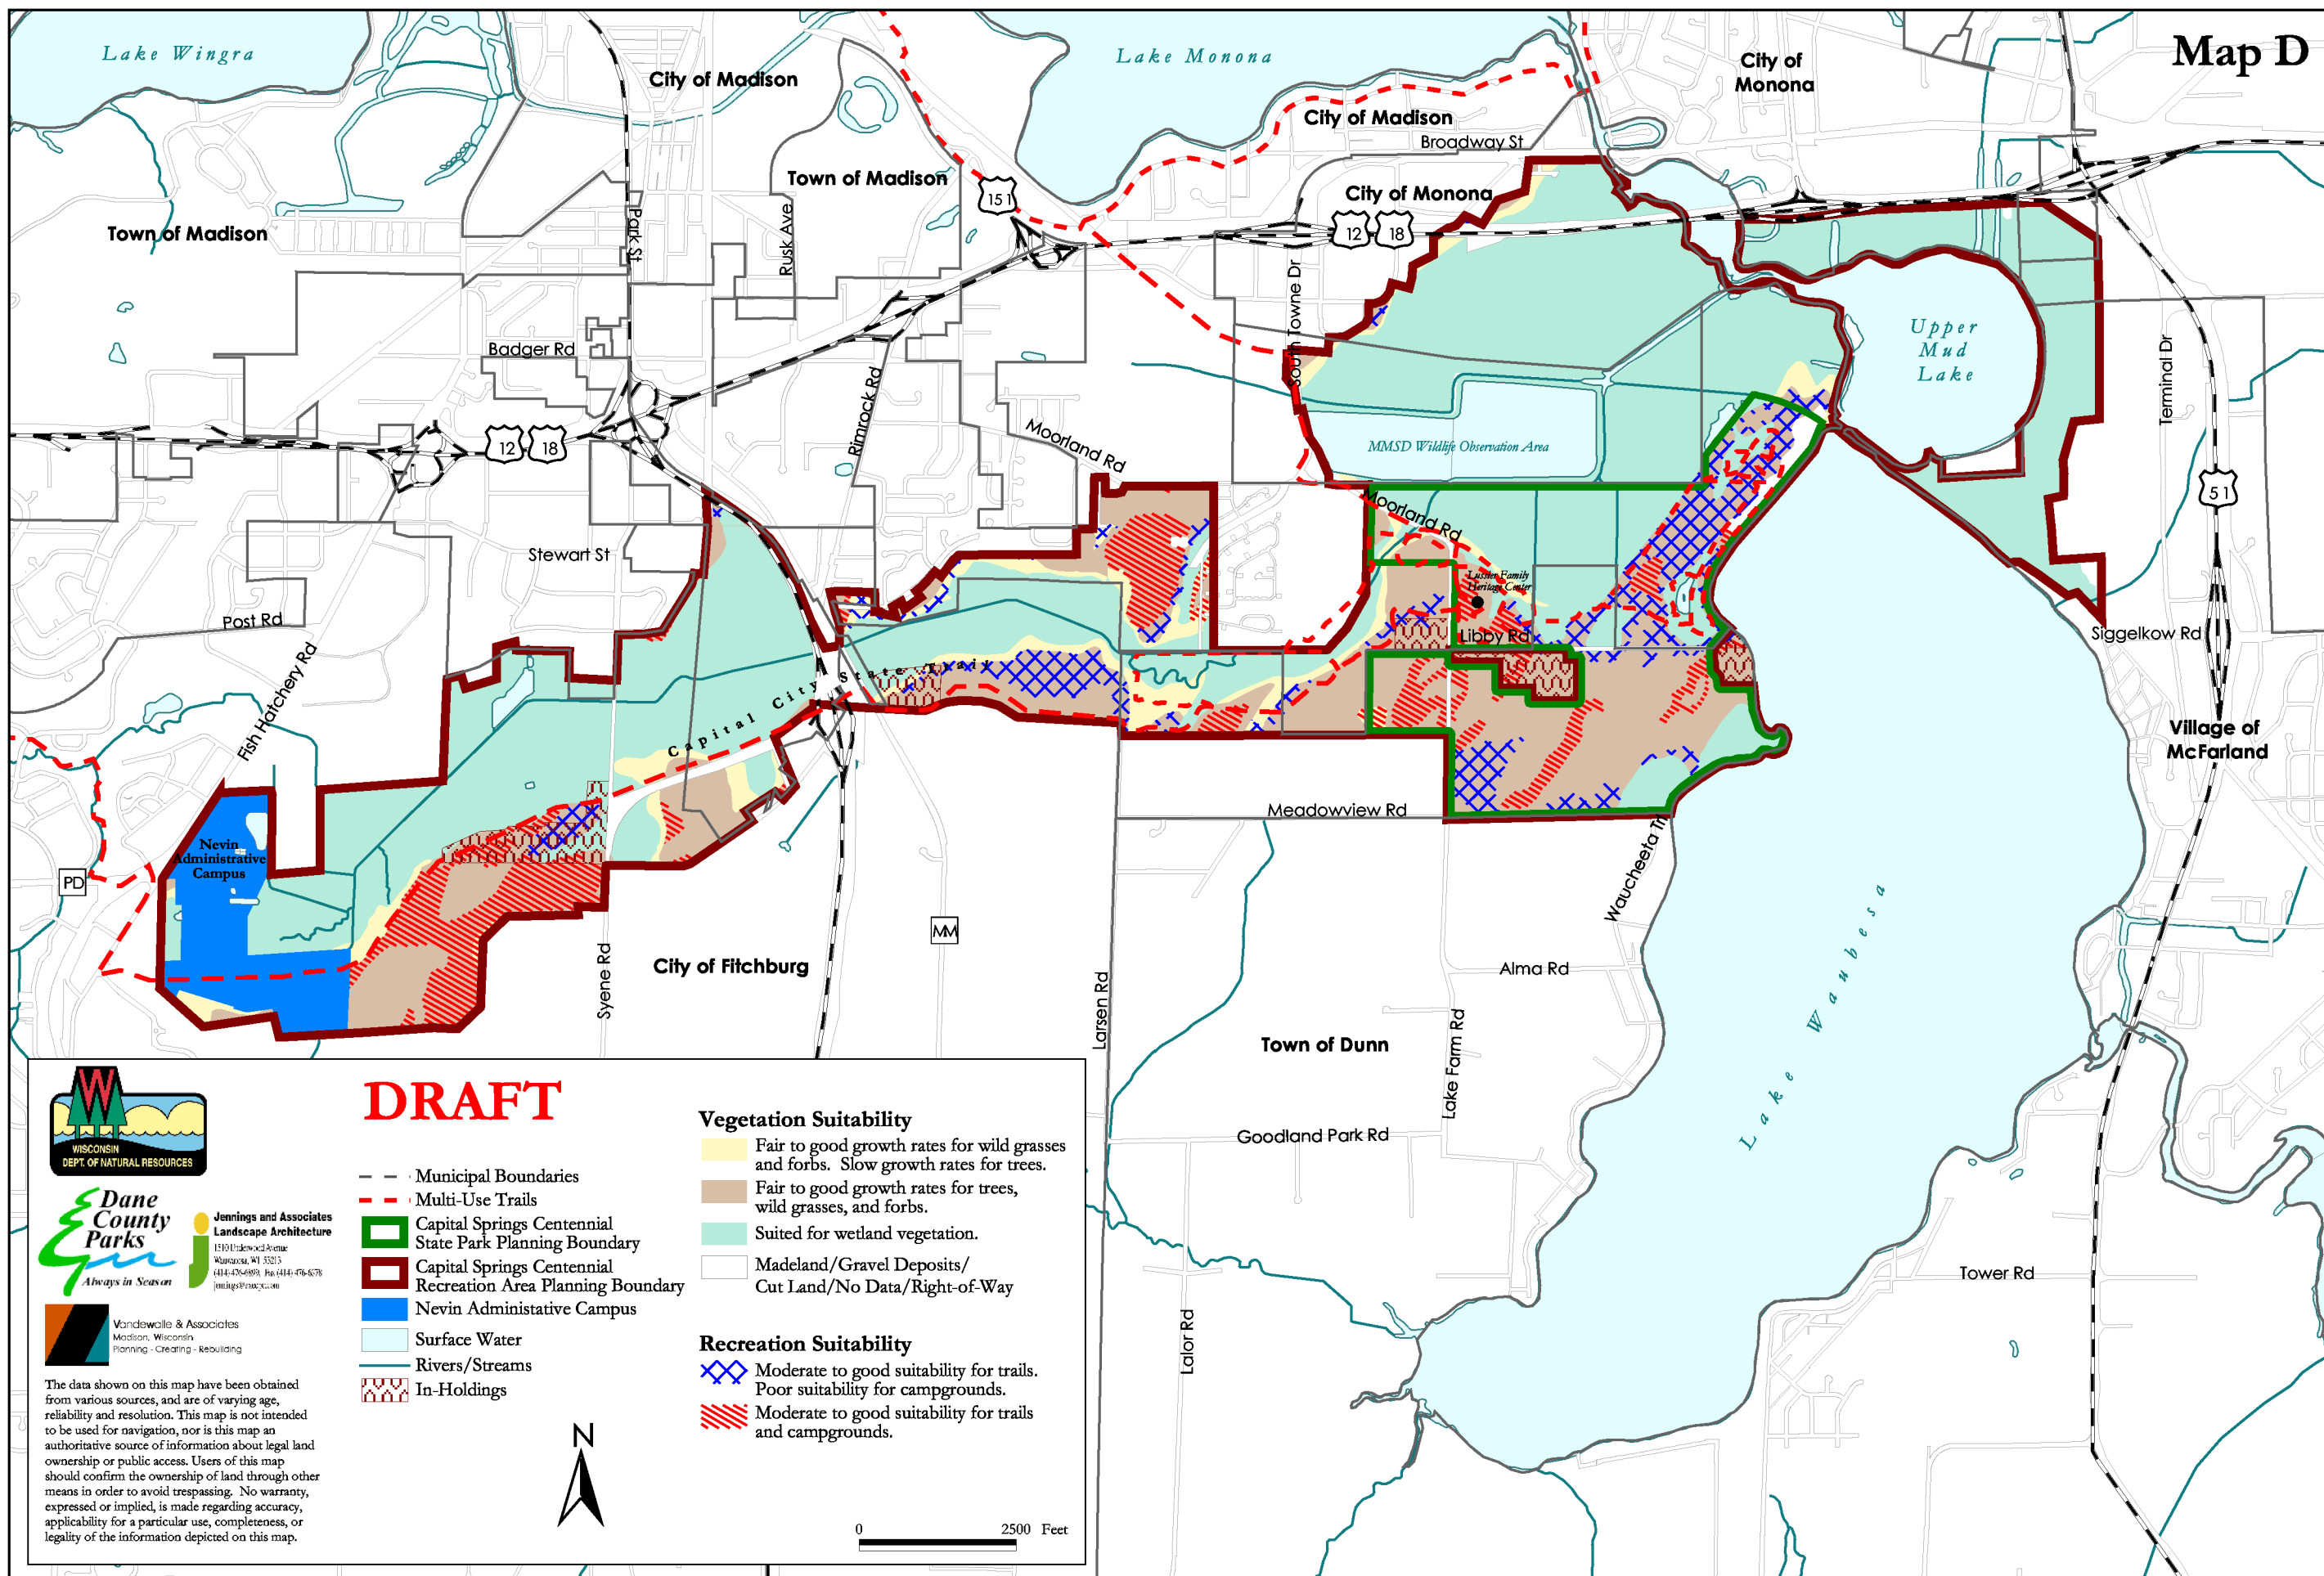 Map D
Lake Wingra
Lake Monona
City of Madison
City of
Monona
City of Madison
Broadway St
Town of Madison
City of Monona
151
12 18
Town of Madison
Park St
Rusk Ave
South Towne Dr
Upper
Mud
Lake
Badger Rd
Terminal Dr
Rimrock Rd
Moorland Rd
12 18
MMSD Wildlife Observation Area
51
Moorland Rd
Stewart St
Lussier Family
Heritage Center
Post Rd
Libby Rd
Siggelkow Rd
Fish Hatchery Rd
Capital City State Trail
Village of
McFarland
Meadowview Rd
Nevin
Administrative
Campus
PD
Waucheeta Trl
MM
Syene Rd
City of Fitchburg
Larsen Rd
Alma Rd
Lake Waubesa
Town of Dunn
Lake Farm Rd
Goodland Park Rd
Tower Rd
Lalor Rd
W
WISCONSIN
DEPT. OF NATURAL RESOURCES
Dane
County
Parks
Always in Season
Jennings and Associates
Landscape Architecture
Vandewalle & Associates
Madison, Wisconsin
Planning - Creating - Rebuilding
The data shown on this map have been obtained
from various sources, and are of varying age,
reliability and resolution. This map is not intended
to be used for navigation, nor is this map an
authoritative source of information about legal land
ownership or public access. Users of this map
should confirm the ownership of land through other
means in order to avoid trespassing. No warranty,
expressed or implied, is made regarding accuracy,
applicability for a particular use, completeness, or
legality of the information depicted on this map.
DRAFT
Municipal Boundaries
Multi-Use Trails
Capital Springs Centennial
State Park Planning Boundary
Capital Springs Centennial
Recreation Area Planning Boundary
Nevin Administative Campus
Surface Water
Rivers/Streams
In-Holdings
N
Vegetation Suitability
Fair to good growth rates for wild grasses
and forbs. Slow growth rates for trees.
Fair to good growth rates for trees,
wild grasses, and forbs.
Suited for wetland vegetation.
Madeland/Gravel Deposits/
Cut Land/No Data/Right-of-Way
Recreation Suitability
Moderate to good suitability for trails.
Poor suitability for campgrounds.
Moderate to good suitability for trails
and campgrounds.
0 2500 Feet